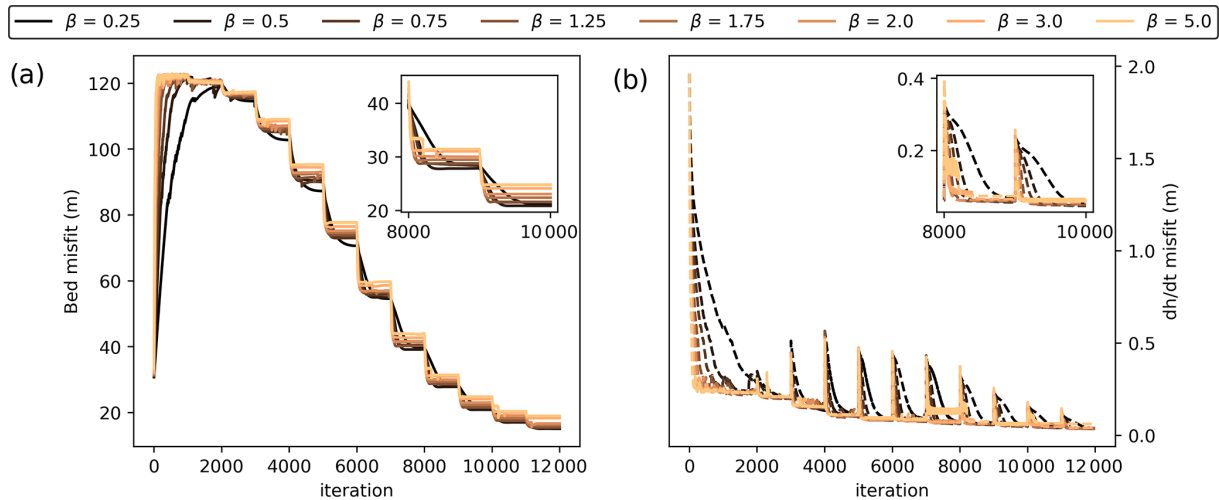 β = 0.25 β = 0.5 β = 0.75 β = 1.25 β = 1.75 β = 2.0 β = 3.0 β = 5.0
(a)
120
100
80
60
40
20
Bed misfit (m)
0 2000 4000 6000 8000 10 000 12 000
iteration
40
30
20
8000 10 000
(b)
0.4
0.2
8000 10 000
2.0
1.5
1.0
0.5
0.0
dh/dt misfit (m)
0 2000 4000 6000 8000 10 000 12 000
iteration